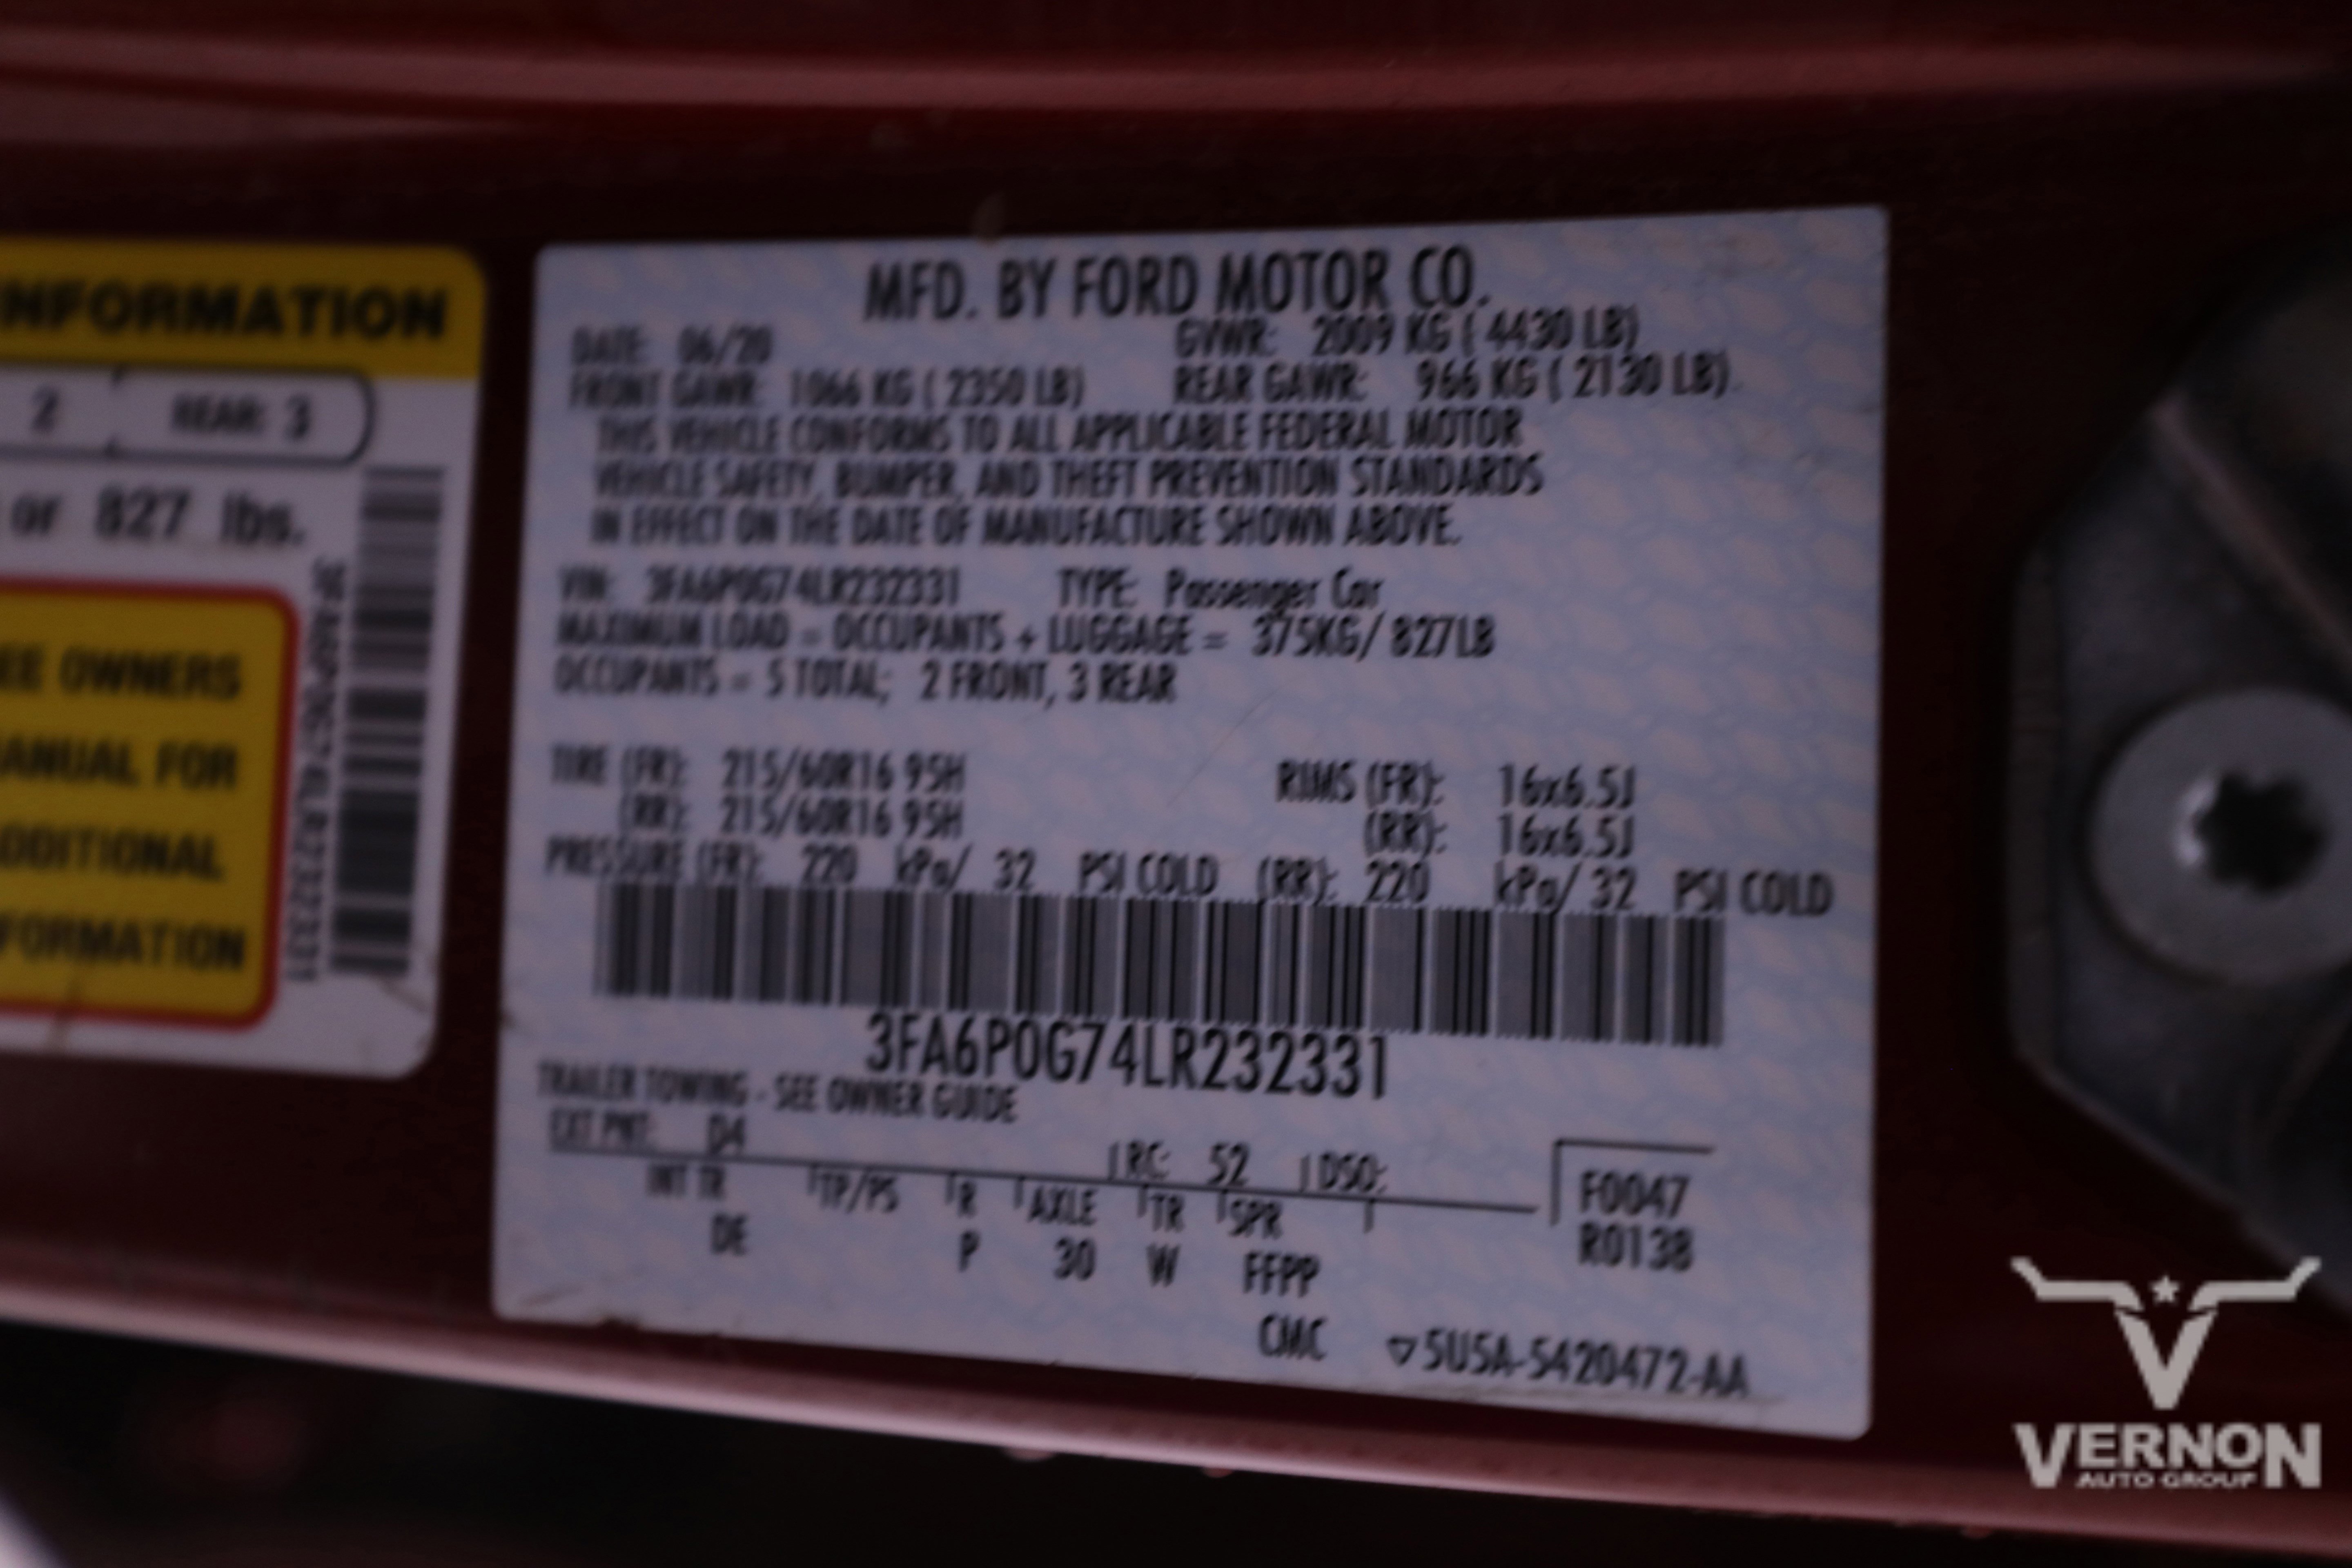 INFORMATION
2 REAR: 3
or 827 lbs.
EE OWNERS
ANUAL FOR
DDITIONAL
FORMATION
3FA6P0G74LR232331
MFD. BY FORD MOTOR CO.
DATE: 06/20 GVWR: 2009 KG ( 4430 LB)
FRONT GAWR: 1066 KG ( 2350 LB) REAR GAWR: 966 KG ( 2130 LB)
THIS VEHICLE CONFORMS TO ALL APPLICABLE FEDERAL MOTOR
VEHICLE SAFETY, BUMPER, AND THEFT PREVENTION STANDARDS
IN EFFECT ON THE DATE OF MANUFACTURE SHOWN ABOVE.
VIN: 3FA6P0G74LR232331 TYPE: Passenger Car
MAXIMUM LOAD = OCCUPANTS + LUGGAGE = 375KG/ 827LB
OCCUPANTS = 5 TOTAL; 2 FRONT, 3 REAR
TIRE (FR): 215/60R16 95H RIMS (FR): 16x6.5J
(RR): 215/60R16 95H (RR): 16x6.5J
PRESSURE (FR): 220 kPa/ 32 PSI COLD (RR): 220 kPa/ 32 PSI COLD
3FA6P0G74LR232331
TRAILER TOWING - SEE OWNER GUIDE
EXT PNT: D4 RC: 52 DSO: F0047
INT TR TP/PS R AXLE TR SPR R0138
DE P 30 W FFPP
CMC ▽5U5A-5420472-AA
VERNON
AUTO GROUP